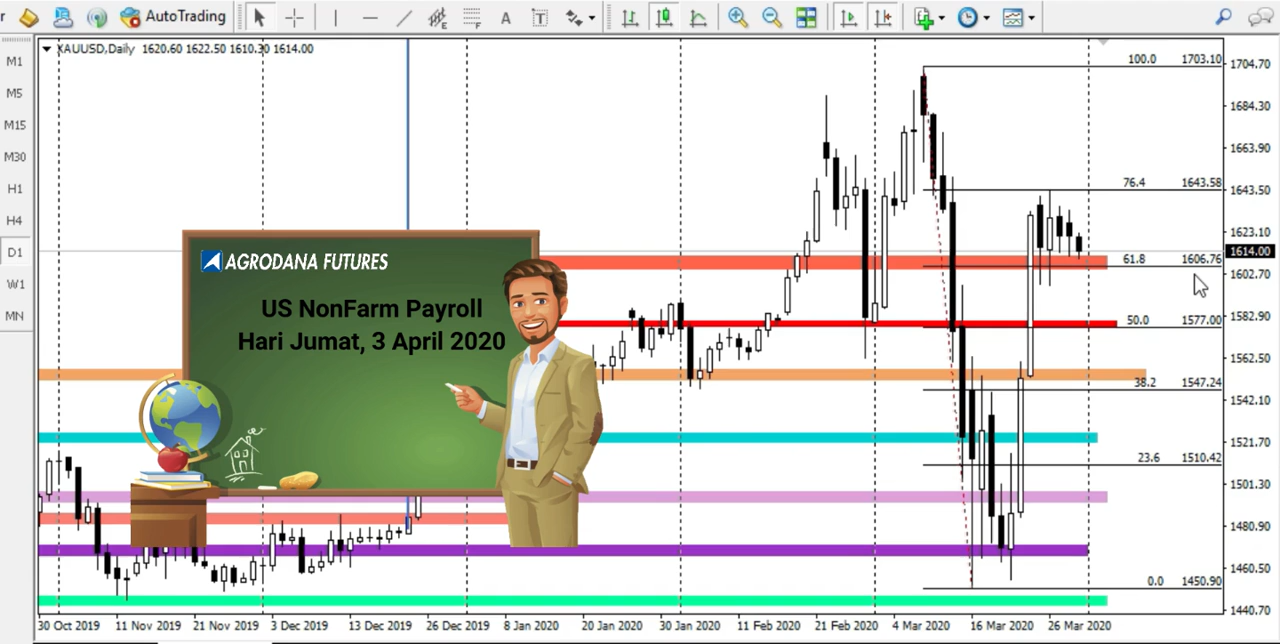 AutoTrading
E
F
A
T
M1
M5
M15
M30
H1
H4
D1
W1
MN
XAUUSD,Daily 1620.60 1622.50 1610.30 1614.00
AGRODANA FUTURES
US NonFarm Payroll
Hari Jumat, 3 April 2020
100.0 1703.10
76.4 1643.58
61.8 1606.76
50.0 1577.00
38.2 1547.24
23.6 1510.42
0.0 1450.90
1704.70
1684.30
1663.90
1643.50
1623.10
1614.00
1602.70
1582.90
1562.50
1542.10
1521.70
1501.30
1480.90
1460.50
1440.70
30 Oct 2019 11 Nov 2019 21 Nov 2019 3 Dec 2019 13 Dec 2019 26 Dec 2019 8 Jan 2020 20 Jan 2020 30 Jan 2020 11 Feb 2020 21 Feb 2020 4 Mar 2020 16 Mar 2020 26 Mar 2020